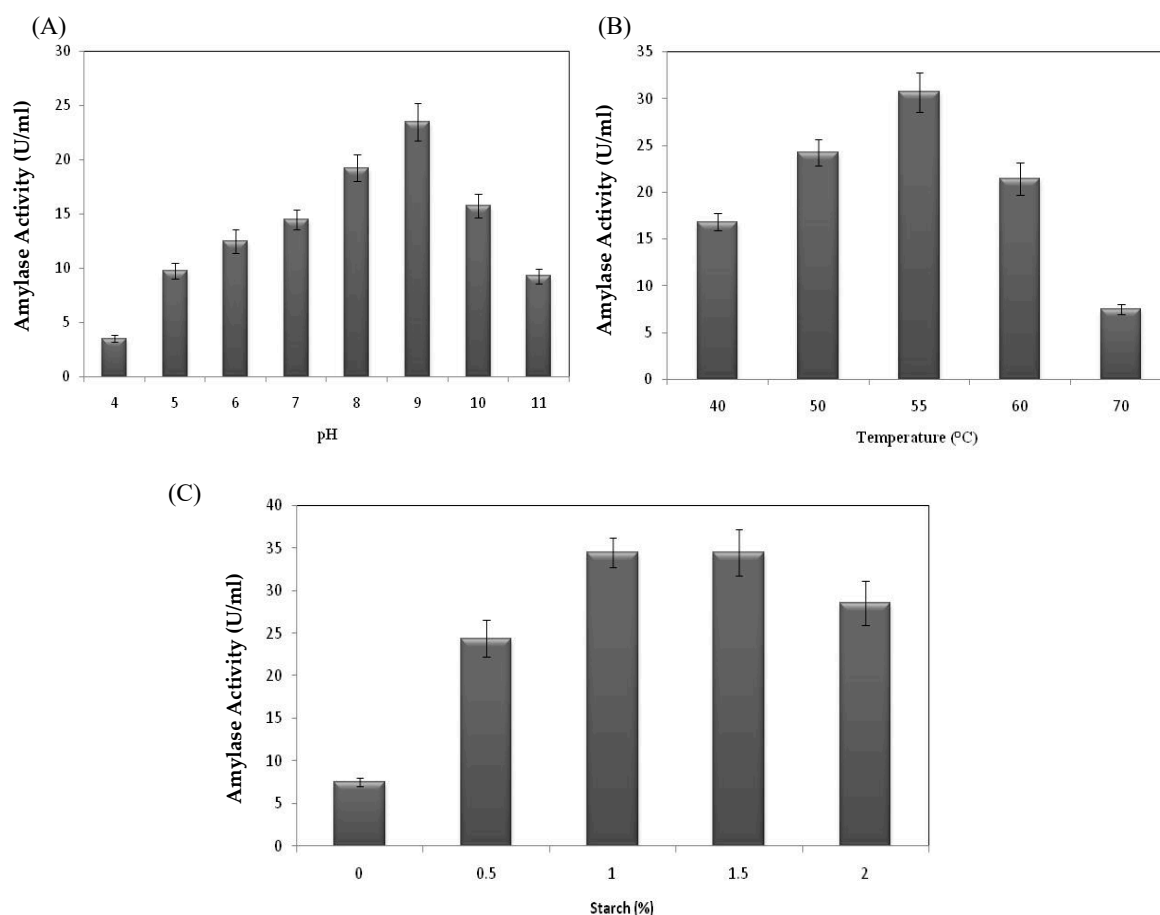 (A)
30
25
20
15
10
5
0
Amylase Activity (U/ml)
4 5 6 7 8 9 10 11
pH
(B)
35
30
25
20
15
10
5
0
Amylase Activity (U/ml)
40 50 55 60 70
Temperature (°C)
(C)
40
35
30
25
20
15
10
5
0
Amylase Activity (U/ml)
0 0.5 1 1.5 2
Starch (%)